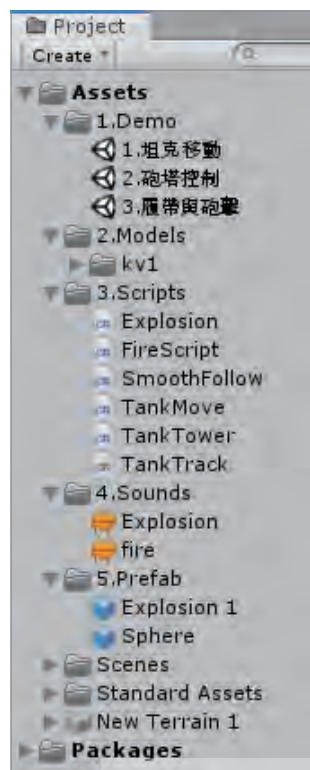 Project
Create
Assets
1.Demo
1.坦克移動
2.砲塔控制
3.履帶與砲擊
2.Models
kv1
3.Scripts
Explosion
FireScript
SmoothFollow
TankMove
TankTower
TankTrack
4.Sounds
Explosion
fire
5.Prefab
Explosion 1
Sphere
Scenes
Standard Assets
New Terrain 1
Packages